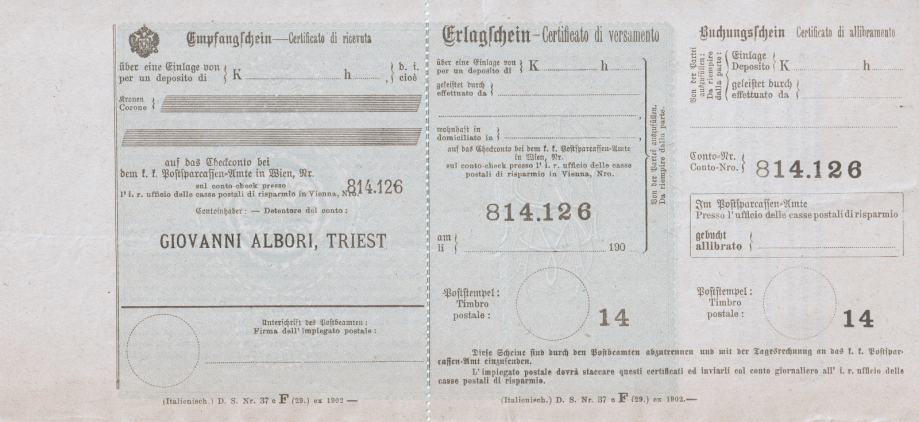 Empfangschein — Certificato di ricevuta
über eine Einlage von
per un deposito di { K h , { b. i.
cioè
Kronen
Corone {
auf das Checkconto bei
dem k. k. Postsparcassen-Amte in Wien, Nr.
sul conto-check presso
l' i. r. ufficio delle casse postali di risparmio in Vienna, Nro. 814.126
Contoinhaber: — Detentore del conto:
GIOVANNI ALBORI, TRIEST
Unterschrift des Postbeamten:
Firma dell' impiegato postale:
(Italienisch.) D. S. Nr. 37 e F (29.) ex 1902 —
Erlagschein – Certificato di versamento
über eine Einlage von
per un deposito di { K h
geleistet durch
effettuato da {
wohnhaft in
domiciliato in {
auf das Checkconto bei dem k. k. Postsparcassen-Amte
in Wien, Nr.
sul conto-check presso l' i. r. ufficio delle casse
postali di risparmio in Vienna, Nro.
814.126
am
li { 190
Von der Partei auszufüllen.
Da riempire dalla parte.
Poststempel:
Timbro
postale:
14
Buchungsschein Certificato di allibramento
Von der Partei
auszufüllen:
Da riempire
dalla parte:
Einlage
Deposito { K h
geleistet durch
effettuato da {
Conto-Nr.
Conto-Nro. } 814.126
Im Postsparcassen-Amte
Presso l' ufficio delle casse postali di risparmio
gebucht
allibrato {
Poststempel:
Timbro
postale:
14
Diese Scheine sind durch den Postbeamten abzutrennen und mit der Tagesrechnung an das k. k. Postspar-
cassen-Amt einzusenden.
L' impiegato postale dovrà staccare questi certificati ed inviarli col conto giornaliero all' i. r. ufficio delle
casse postali di risparmio.
(Italienisch.) D. S. Nr. 37 e F (29.) ex 1902.—